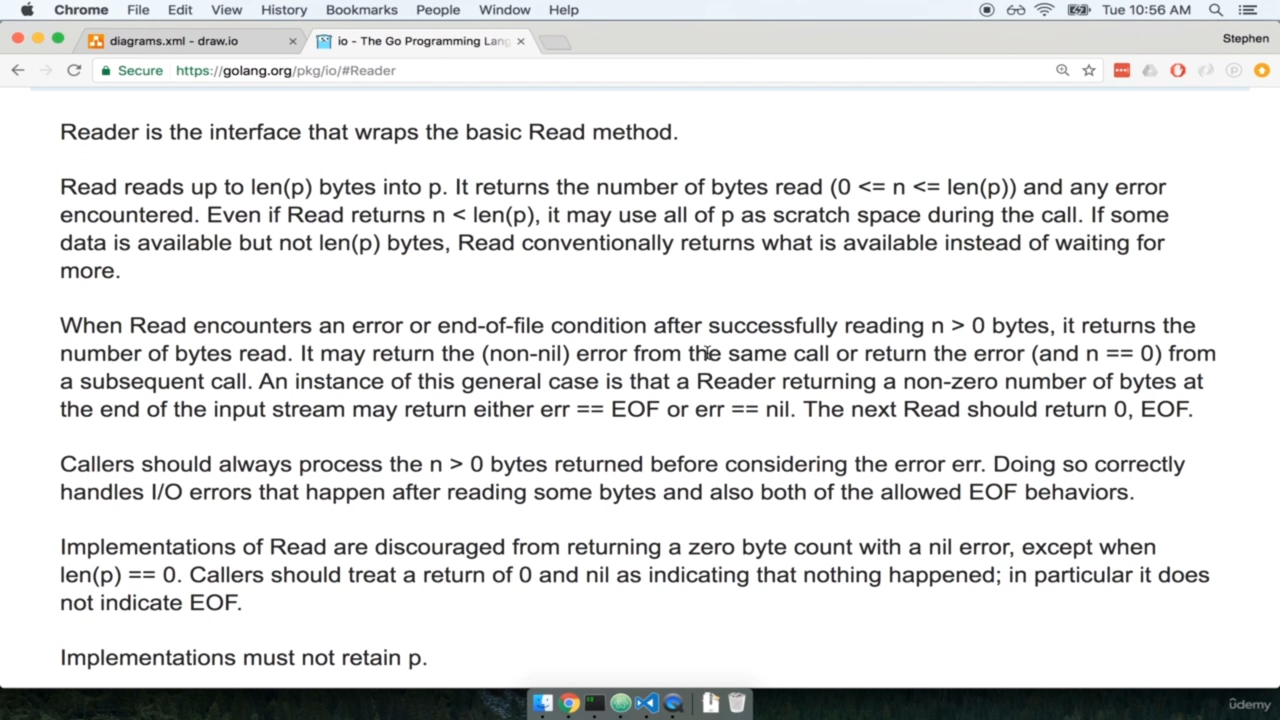 Chrome File Edit View History Bookmarks People Window Help Tue 10:56 AM
diagrams.xml - draw.io io - The Go Programming Lang Stephen
Secure https://golang.org/pkg/io/#Reader
Reader is the interface that wraps the basic Read method.
Read reads up to len(p) bytes into p. It returns the number of bytes read (0 <= n <= len(p)) and any error
encountered. Even if Read returns n < len(p), it may use all of p as scratch space during the call. If some
data is available but not len(p) bytes, Read conventionally returns what is available instead of waiting for
more.
When Read encounters an error or end-of-file condition after successfully reading n > 0 bytes, it returns the
number of bytes read. It may return the (non-nil) error from the same call or return the error (and n == 0) from
a subsequent call. An instance of this general case is that a Reader returning a non-zero number of bytes at
the end of the input stream may return either err == EOF or err == nil. The next Read should return 0, EOF.
Callers should always process the n > 0 bytes returned before considering the error err. Doing so correctly
handles I/O errors that happen after reading some bytes and also both of the allowed EOF behaviors.
Implementations of Read are discouraged from returning a zero byte count with a nil error, except when
len(p) == 0. Callers should treat a return of 0 and nil as indicating that nothing happened; in particular it does
not indicate EOF.
Implementations must not retain p.
ûdemy